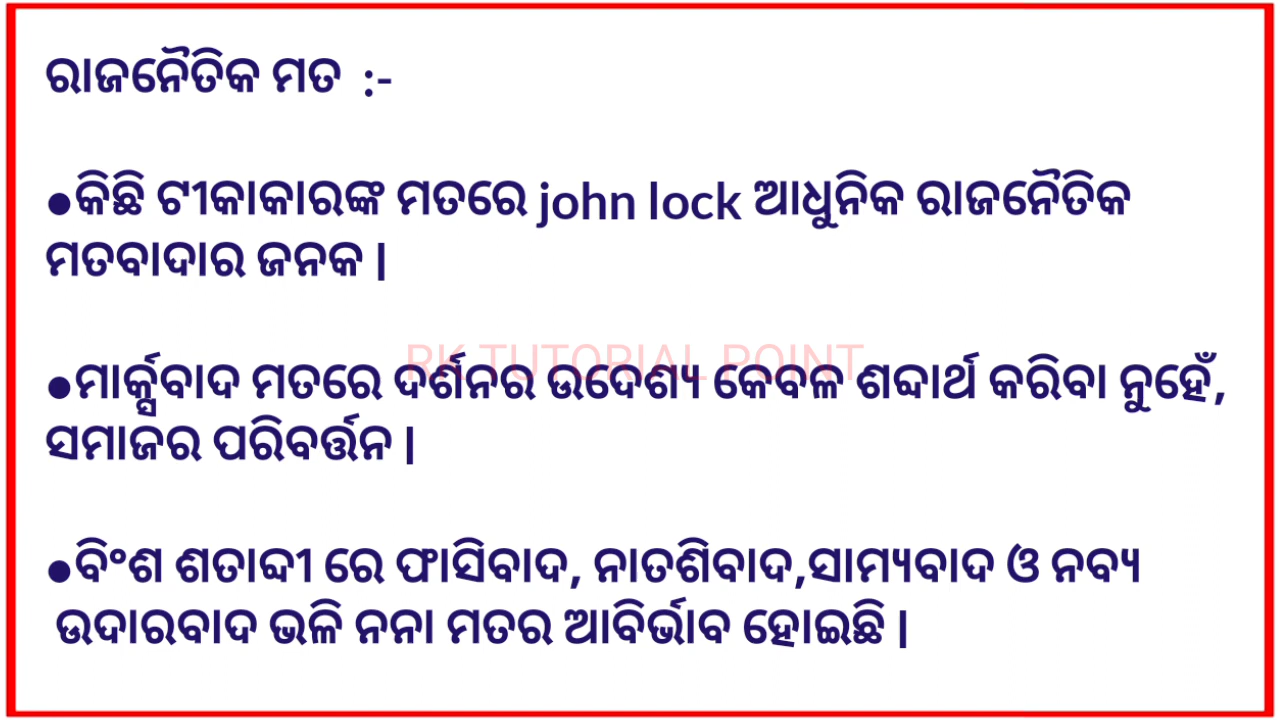 ରାଜନୈତିକ ମତ :-
●କିଛି ଟୀକାକାରଙ୍କ ମତରେ john lock ଆଧୁନିକ ରାଜନୈତିକ
ମତବାଦାର ଜନକ |
RK TUTORIAL POINT
●ମାର୍କ୍ସବାଦ ମତରେ ଦର୍ଶନର ଉଦେଶ୍ୟ କେବଳ ଶବ୍ଦାର୍ଥ କରିବା ନୁହେଁ,
ସମାଜର ପରିବର୍ତ୍ତନ |
●ବିଂଶ ଶତାବ୍ଦୀ ରେ ଫାସିବାଦ, ନାତଶିବାଦ,ସାମ୍ୟବାଦ ଓ ନବ୍ୟ
ଉଦାରବାଦ ଭଳି ନନା ମତର ଆବିର୍ଭାବ ହୋଇଛି |